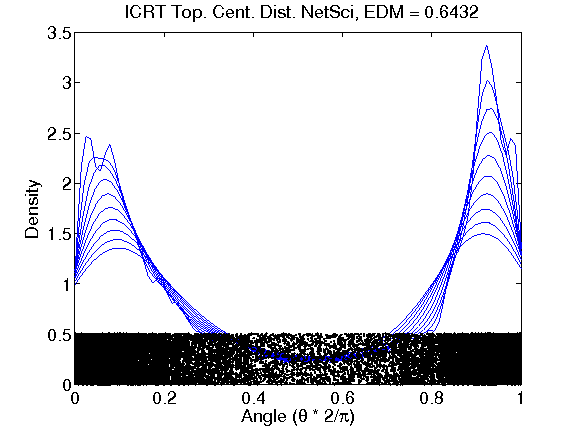 ICRT Top. Cent. Dist. NetSci, EDM = 0.6432
3.5
3
2.5
2
1.5
1
0.5
0
Density
0 0.2 0.4 0.6 0.8 1
Angle (θ * 2/π)